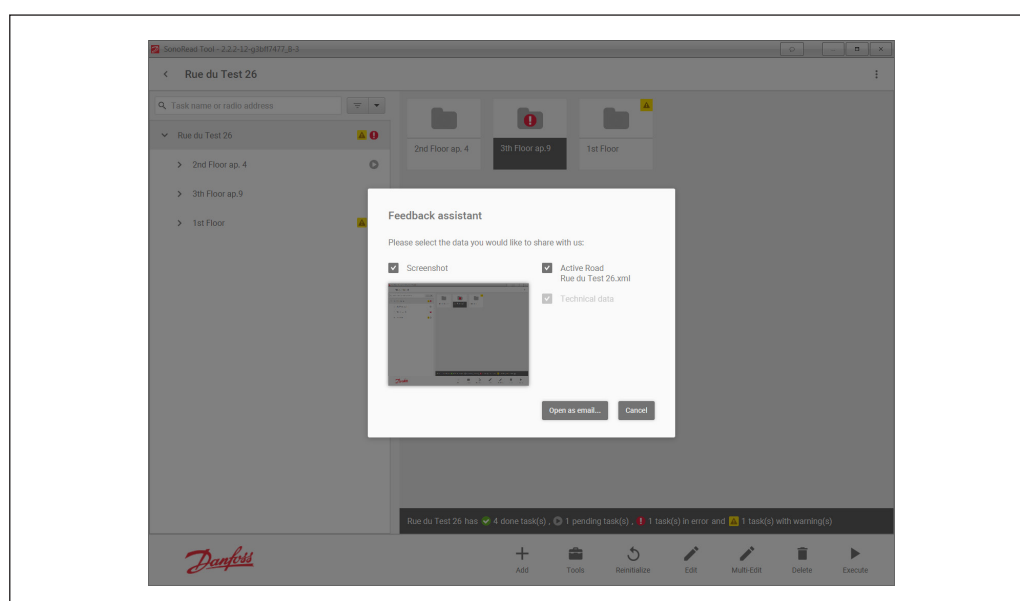 SonoRead Tool - 2.2.2-12-g3bff7477_B-3
Rue du Test 26
Task name or radio address
Rue du Test 26
2nd Floor ap. 4
3th Floor ap.9
1st Floor
2nd Floor ap. 4
3th Floor ap.9
1st Floor
Feedback assistant
Please select the data you would like to share with us:
Screenshot
Active Road
Rue du Test 26.xml
Technical data
Open as email...
Cancel
Rue du Test 26 has 4 done task(s) , 1 pending task(s) , 1 task(s) in error and 1 task(s) with warning(s)
Danfoss
Add
Tools
Reinitialize
Edit
Multi-Edit
Delete
Execute